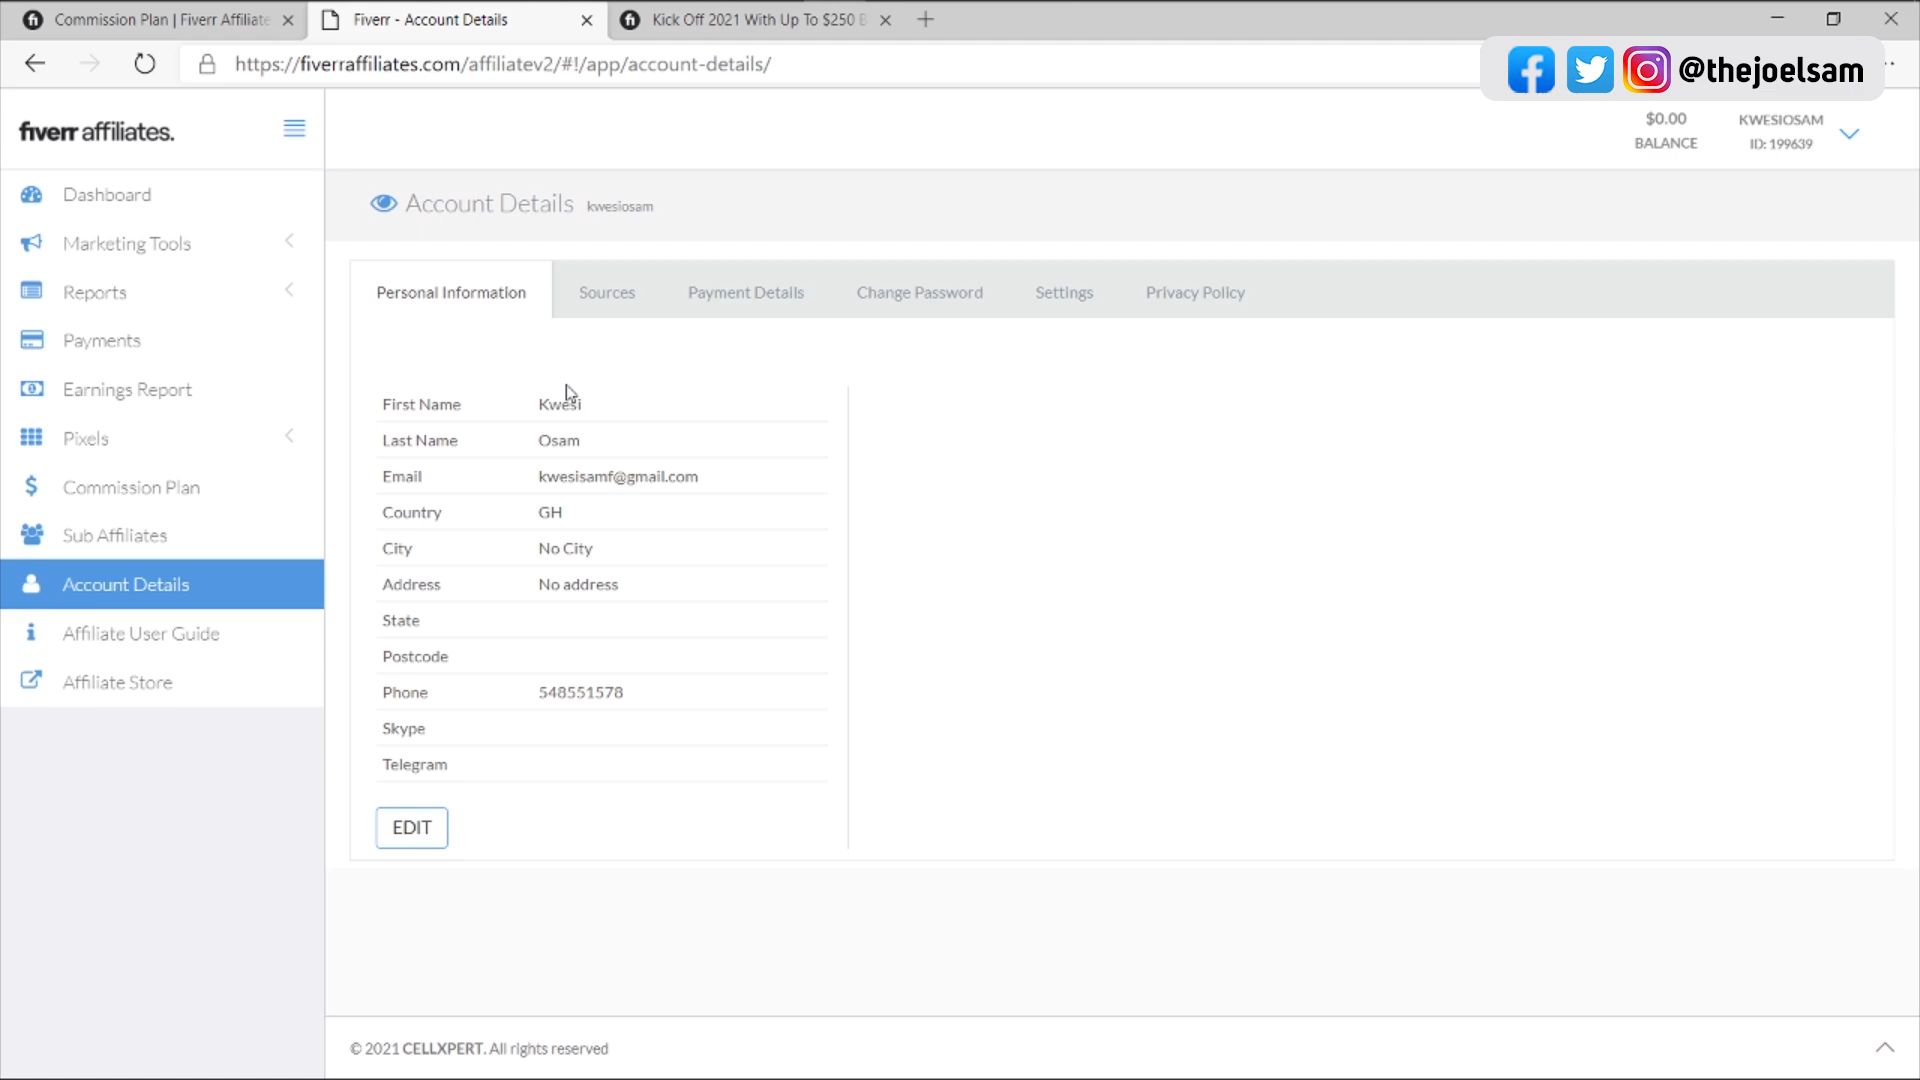 Commission Plan | Fiverr Affiliate
Fiverr - Account Details
Kick Off 2021 With Up To $250 B
https://fiverraffiliates.com/affiliatev2/#!/app/account-details/
@thejoelsam
fiverr affiliates.
$0.00
BALANCE
KWESIOSAM
ID: 199639
Dashboard
Marketing Tools
Reports
Payments
Earnings Report
Pixels
Commission Plan
Sub Affiliates
Account Details
Affiliate User Guide
Affiliate Store
Account Details kwesiosam
Personal Information Sources Payment Details Change Password Settings Privacy Policy
First Name Kwesi
Last Name Osam
Email kwesisamf@gmail.com
Country GH
City No City
Address No address
State
Postcode
Phone 548551578
Skype
Telegram
EDIT
© 2021 CELLXPERT. All rights reserved